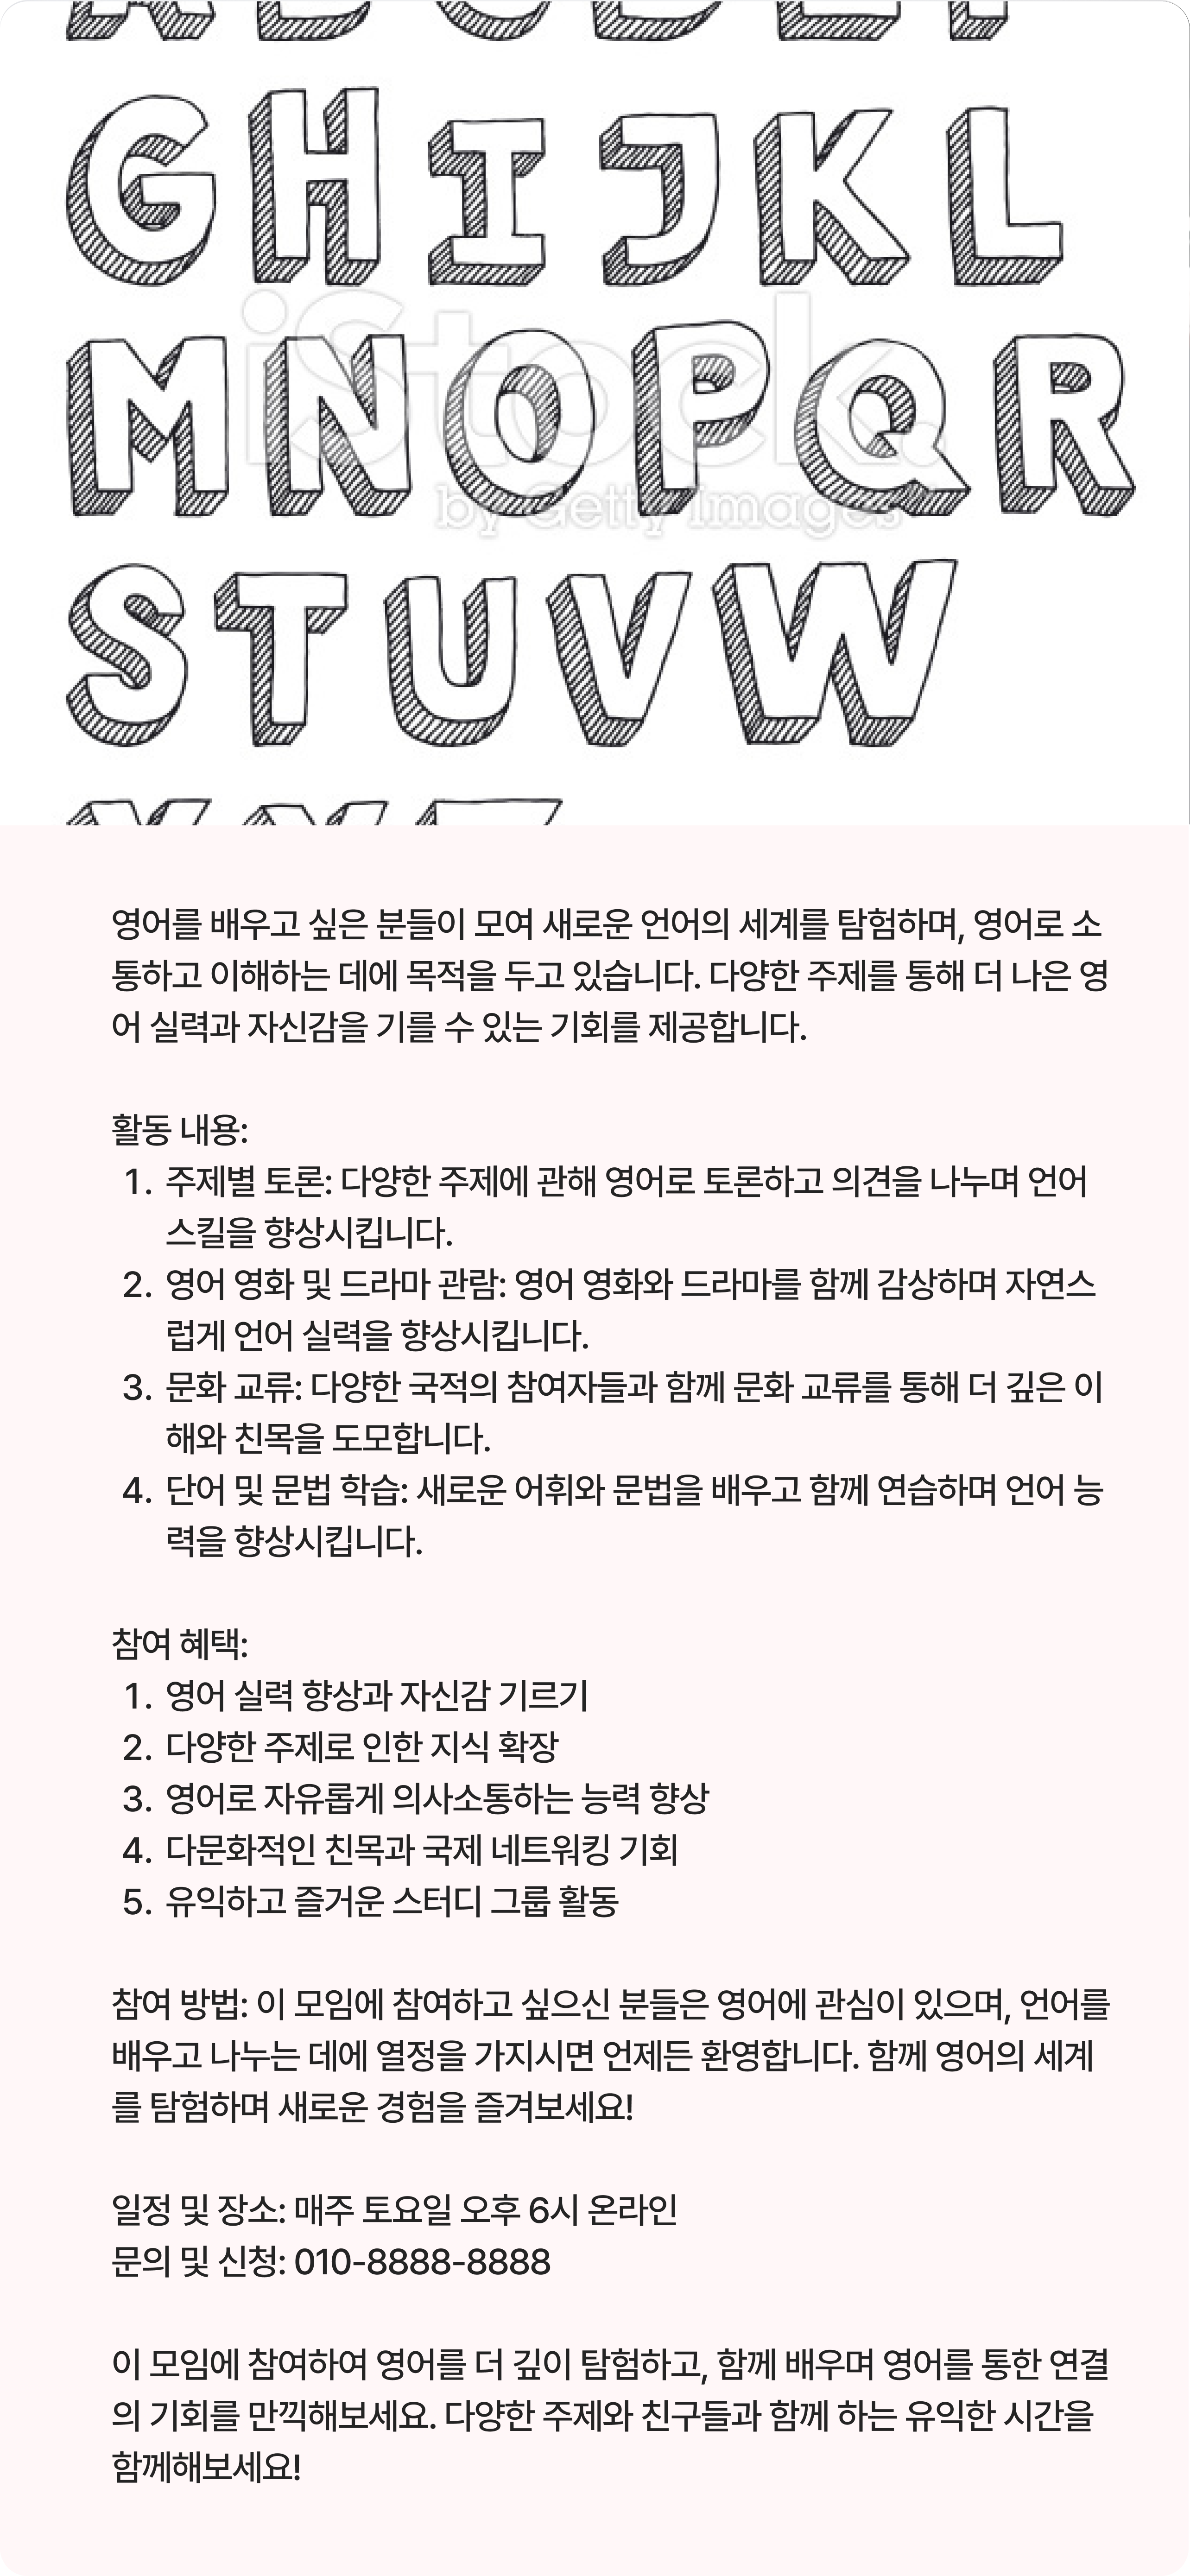 A B C D E F
G H I J K L
M N O P Q R
iStock.
by Getty Images™
S T U V W
X Y Z
영어를 배우고 싶은 분들이 모여 새로운 언어의 세계를 탐험하며, 영어로 소
통하고 이해하는 데에 목적을 두고 있습니다. 다양한 주제를 통해 더 나은 영
어 실력과 자신감을 기를 수 있는 기회를 제공합니다.
활동 내용:
1. 주제별 토론: 다양한 주제에 관해 영어로 토론하고 의견을 나누며 언어
스킬을 향상시킵니다.
2. 영어 영화 및 드라마 관람: 영어 영화와 드라마를 함께 감상하며 자연스
럽게 언어 실력을 향상시킵니다.
3. 문화 교류: 다양한 국적의 참여자들과 함께 문화 교류를 통해 더 깊은 이
해와 친목을 도모합니다.
4. 단어 및 문법 학습: 새로운 어휘와 문법을 배우고 함께 연습하며 언어 능
력을 향상시킵니다.
참여 혜택:
1. 영어 실력 향상과 자신감 기르기
2. 다양한 주제로 인한 지식 확장
3. 영어로 자유롭게 의사소통하는 능력 향상
4. 다문화적인 친목과 국제 네트워킹 기회
5. 유익하고 즐거운 스터디 그룹 활동
참여 방법: 이 모임에 참여하고 싶으신 분들은 영어에 관심이 있으며, 언어를
배우고 나누는 데에 열정을 가지시면 언제든 환영합니다. 함께 영어의 세계
를 탐험하며 새로운 경험을 즐겨보세요!
일정 및 장소: 매주 토요일 오후 6시 온라인
문의 및 신청: 010-8888-8888
이 모임에 참여하여 영어를 더 깊이 탐험하고, 함께 배우며 영어를 통한 연결
의 기회를 만끽해보세요. 다양한 주제와 친구들과 함께 하는 유익한 시간을
함께해보세요!